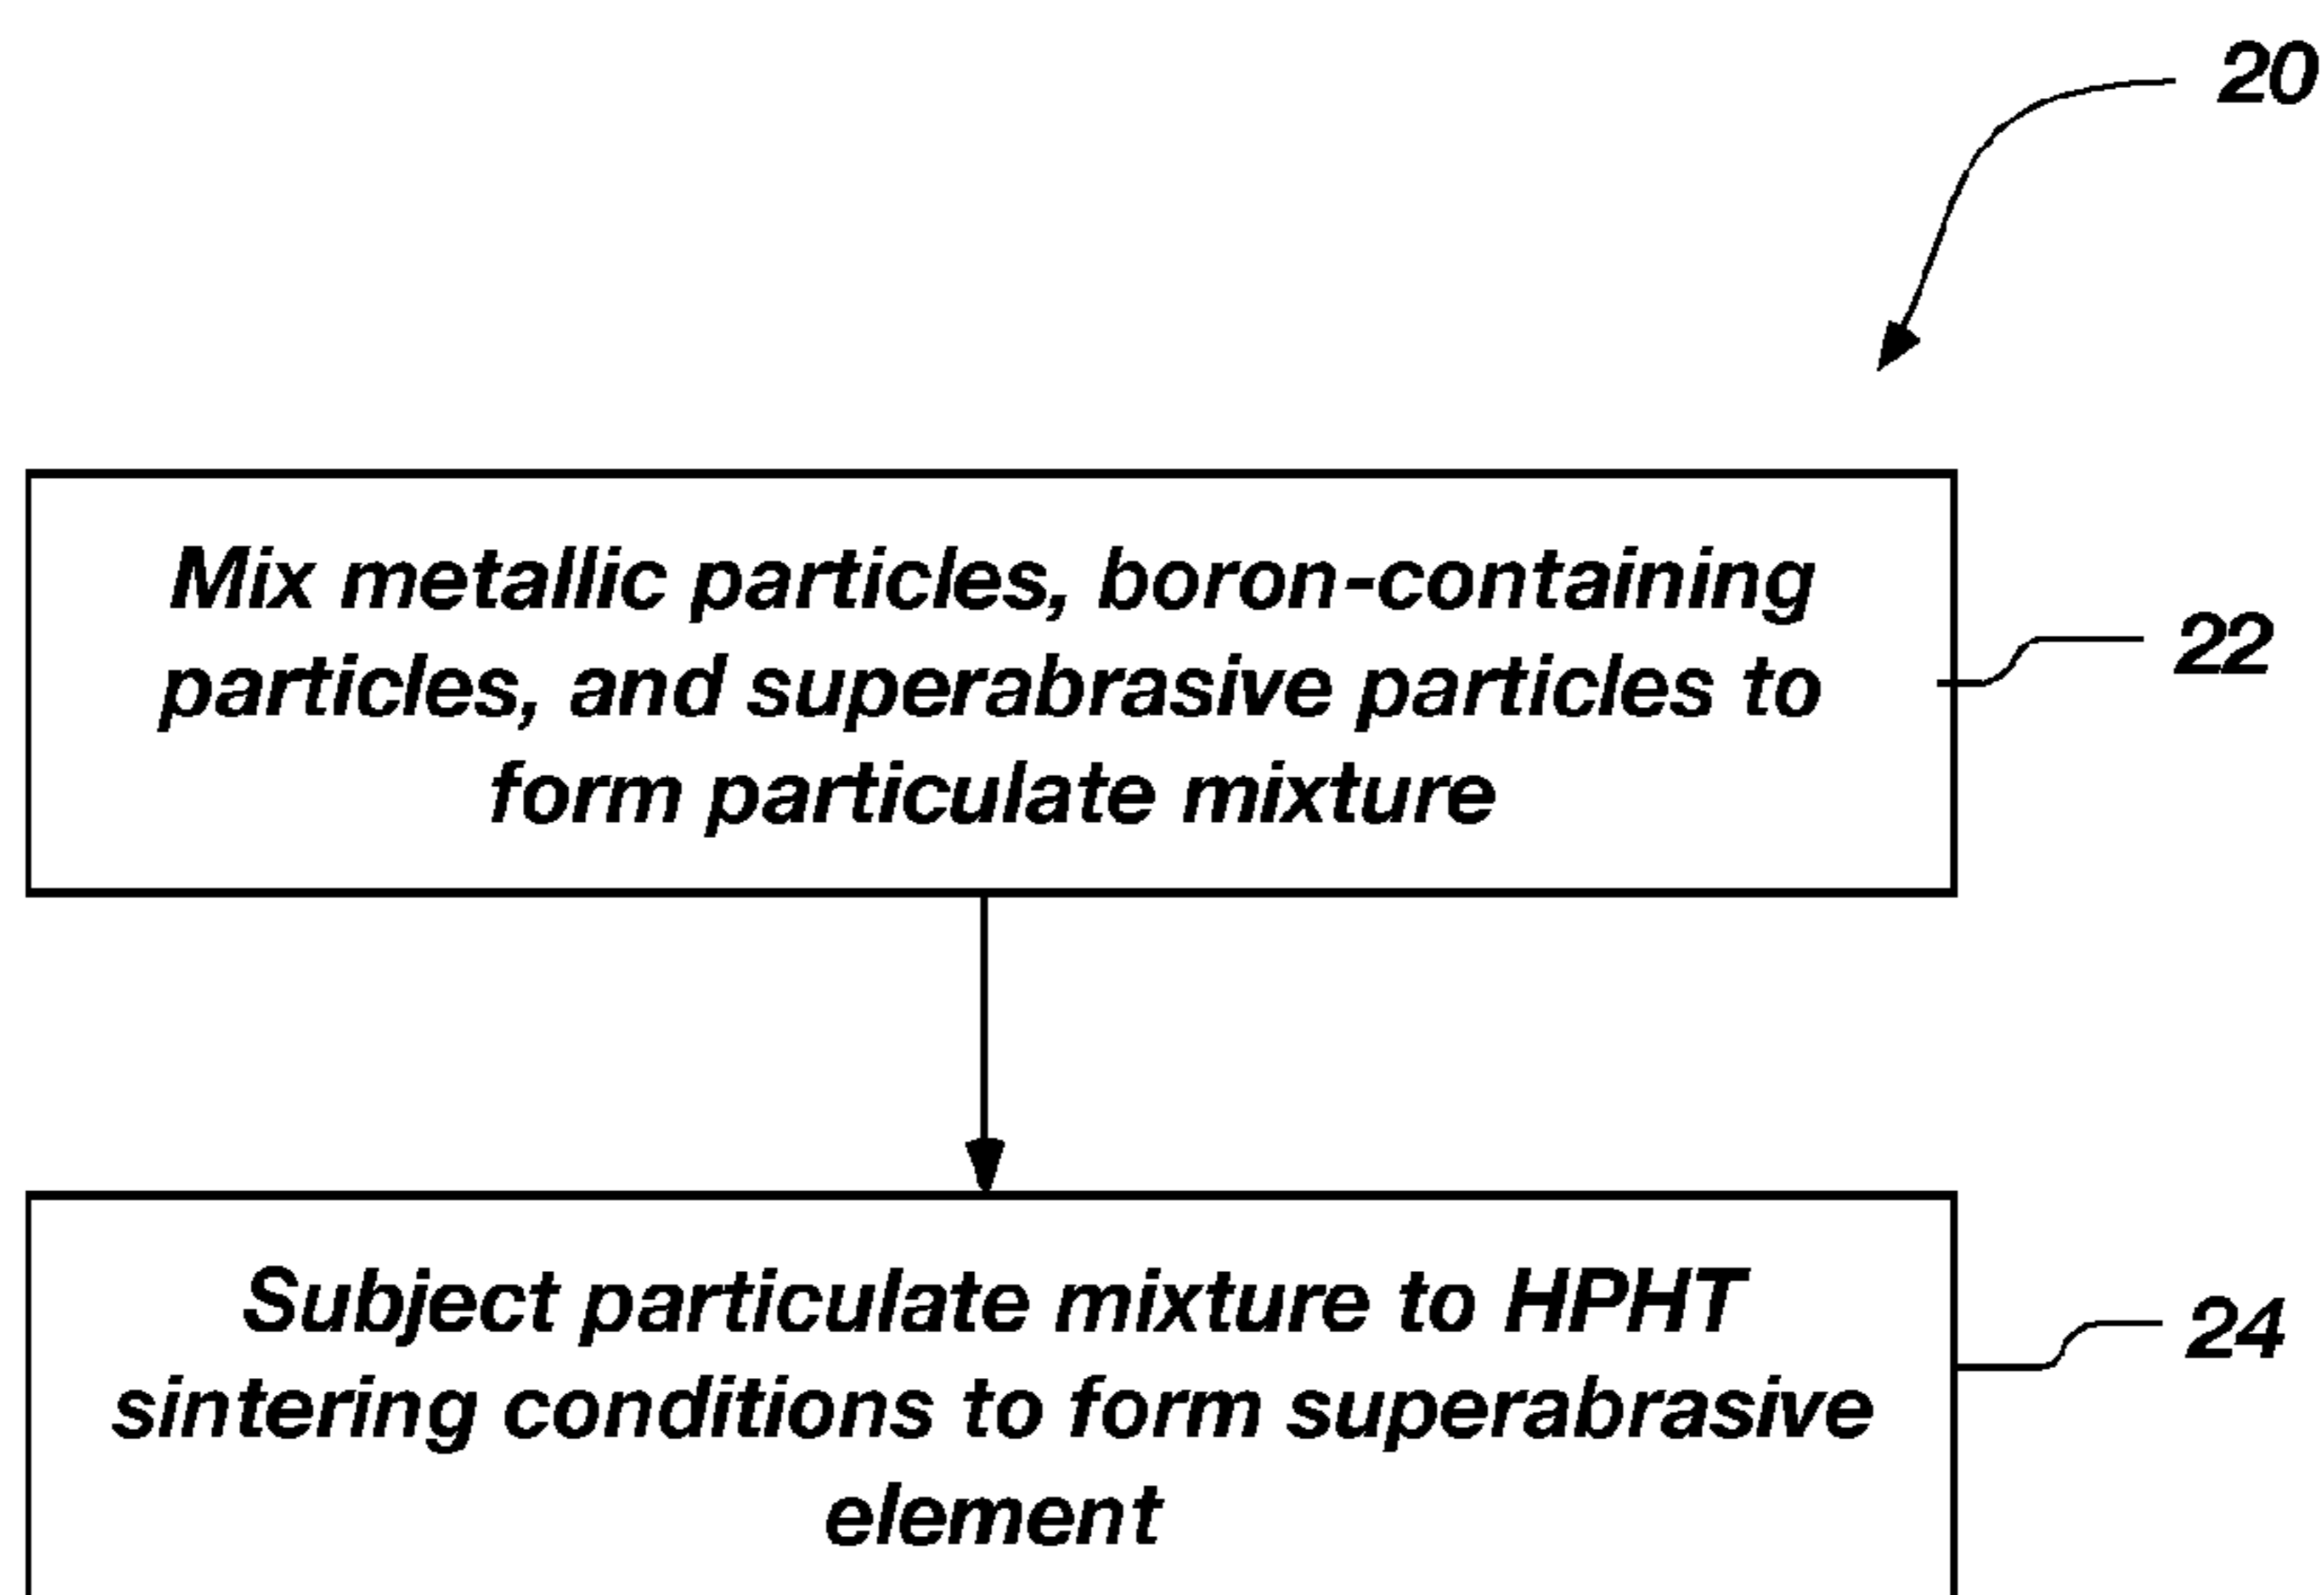 20
Mix metallic particles, boron-containing
particles, and superabrasive particles to
form particulate mixture
22
Subject particulate mixture to HPHT
sintering conditions to form superabrasive
element
24